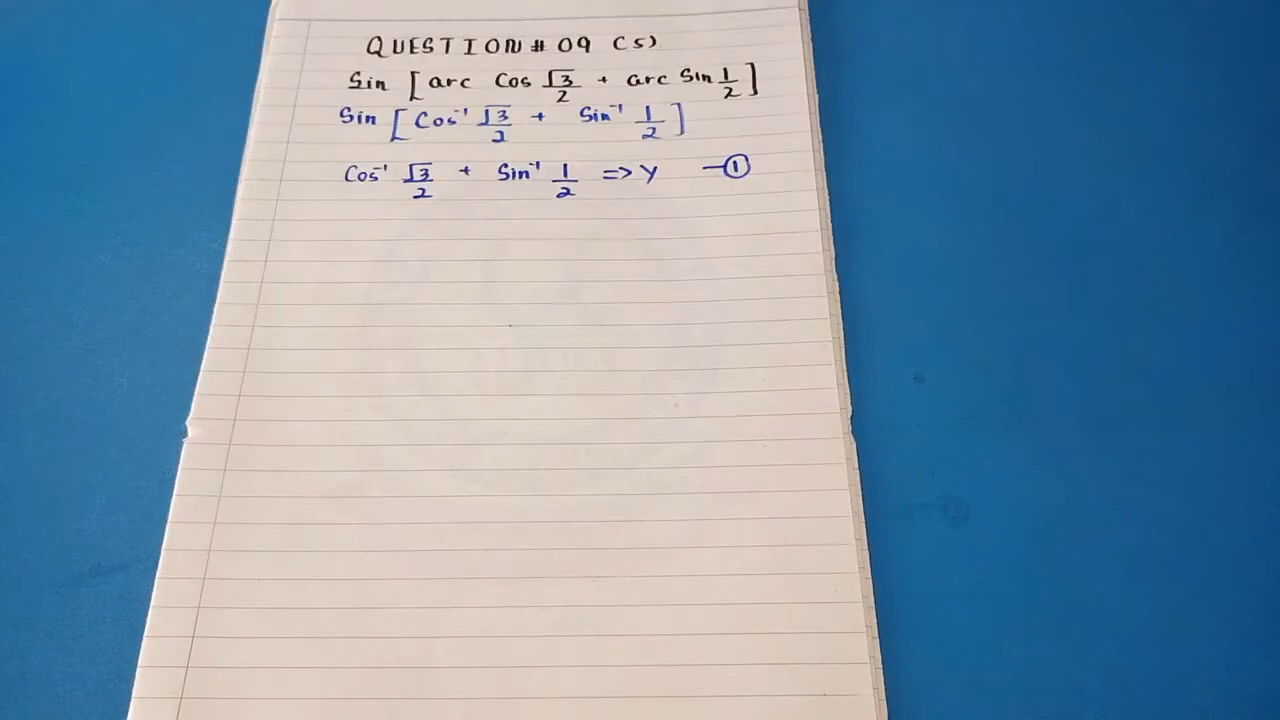 QUESTION # 09 (5)
Sin [arc Cos √3/2 + arc Sin 1/2]
Sin [Cos⁻¹ √3/2 + Sin⁻¹ 1/2]
Cos⁻¹ √3/2 + Sin⁻¹ 1/2 => Y —①